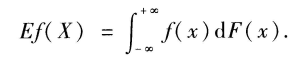 Ef(X) = ∫_{-∞}^{+∞} f(x)dF(x).